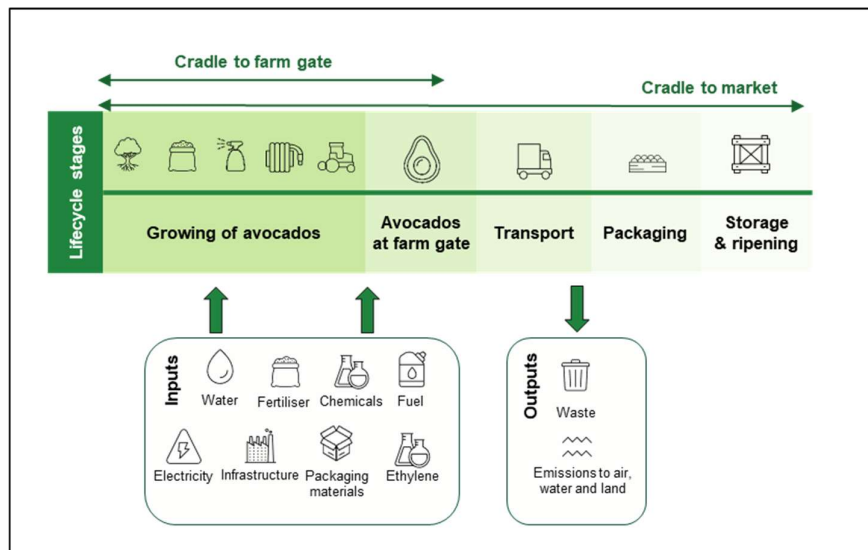 Cradle to farm gate
Cradle to market
Lifecycle stages
Growing of avocados
Avocados
at farm gate
Transport
Packaging
Storage
& ripening
Inputs
Water
Fertiliser
Chemicals
Fuel
Electricity
Infrastructure
Packaging
materials
Ethylene
Outputs
Waste
Emissions to air,
water and land